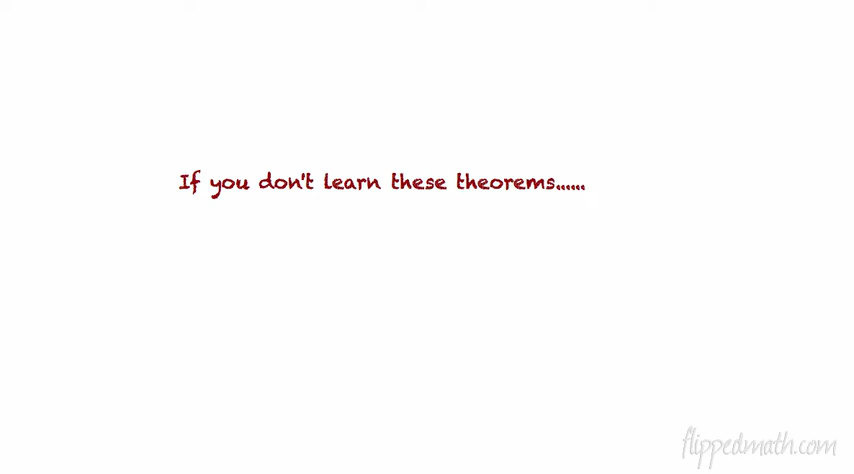 If you don't learn these theorems......
flippedmath.com